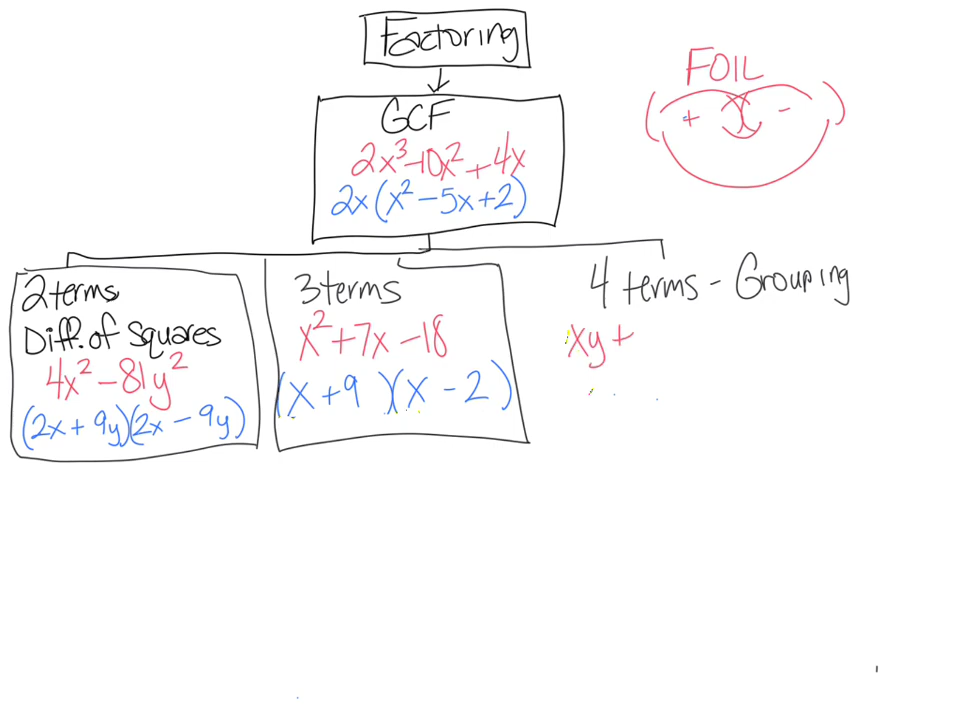 Factoring
FOIL
( + - )
GCF
2x³-10x²+4x
2x(x²-5x+2)
2terms
Diff. of Squares
4x²-81y²
(2x+9y)(2x-9y)
3terms
x²+7x-18
(x+9)(x-2)
4 terms - Grouping
xy+